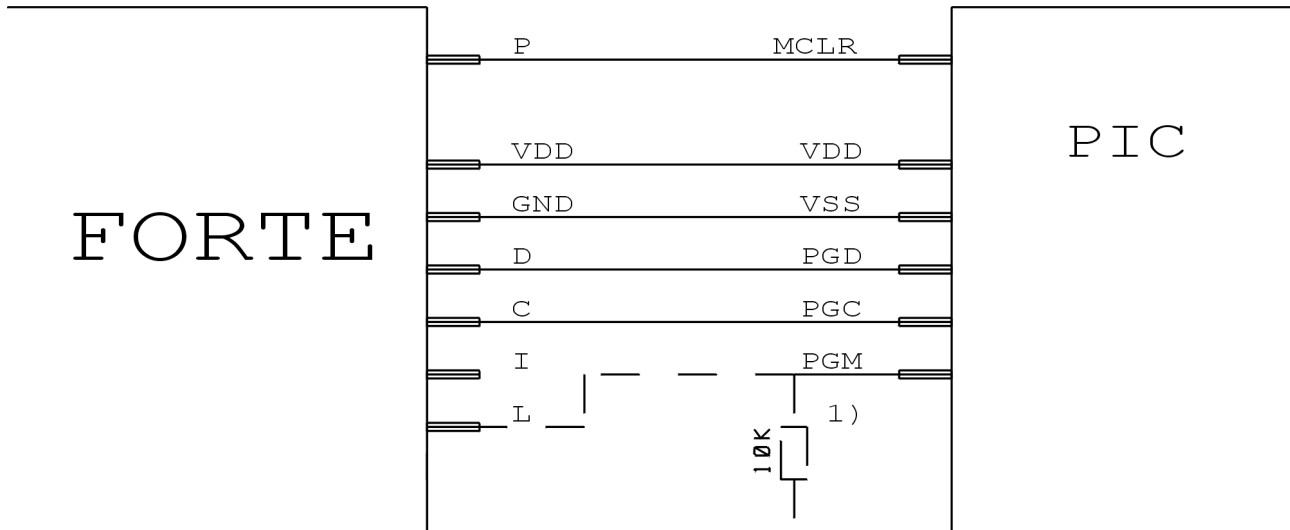 P MCLR
PIC
VDD VDD
FORTE
GND VSS
D PGD
C PGC
I PGM
L 1)
10K